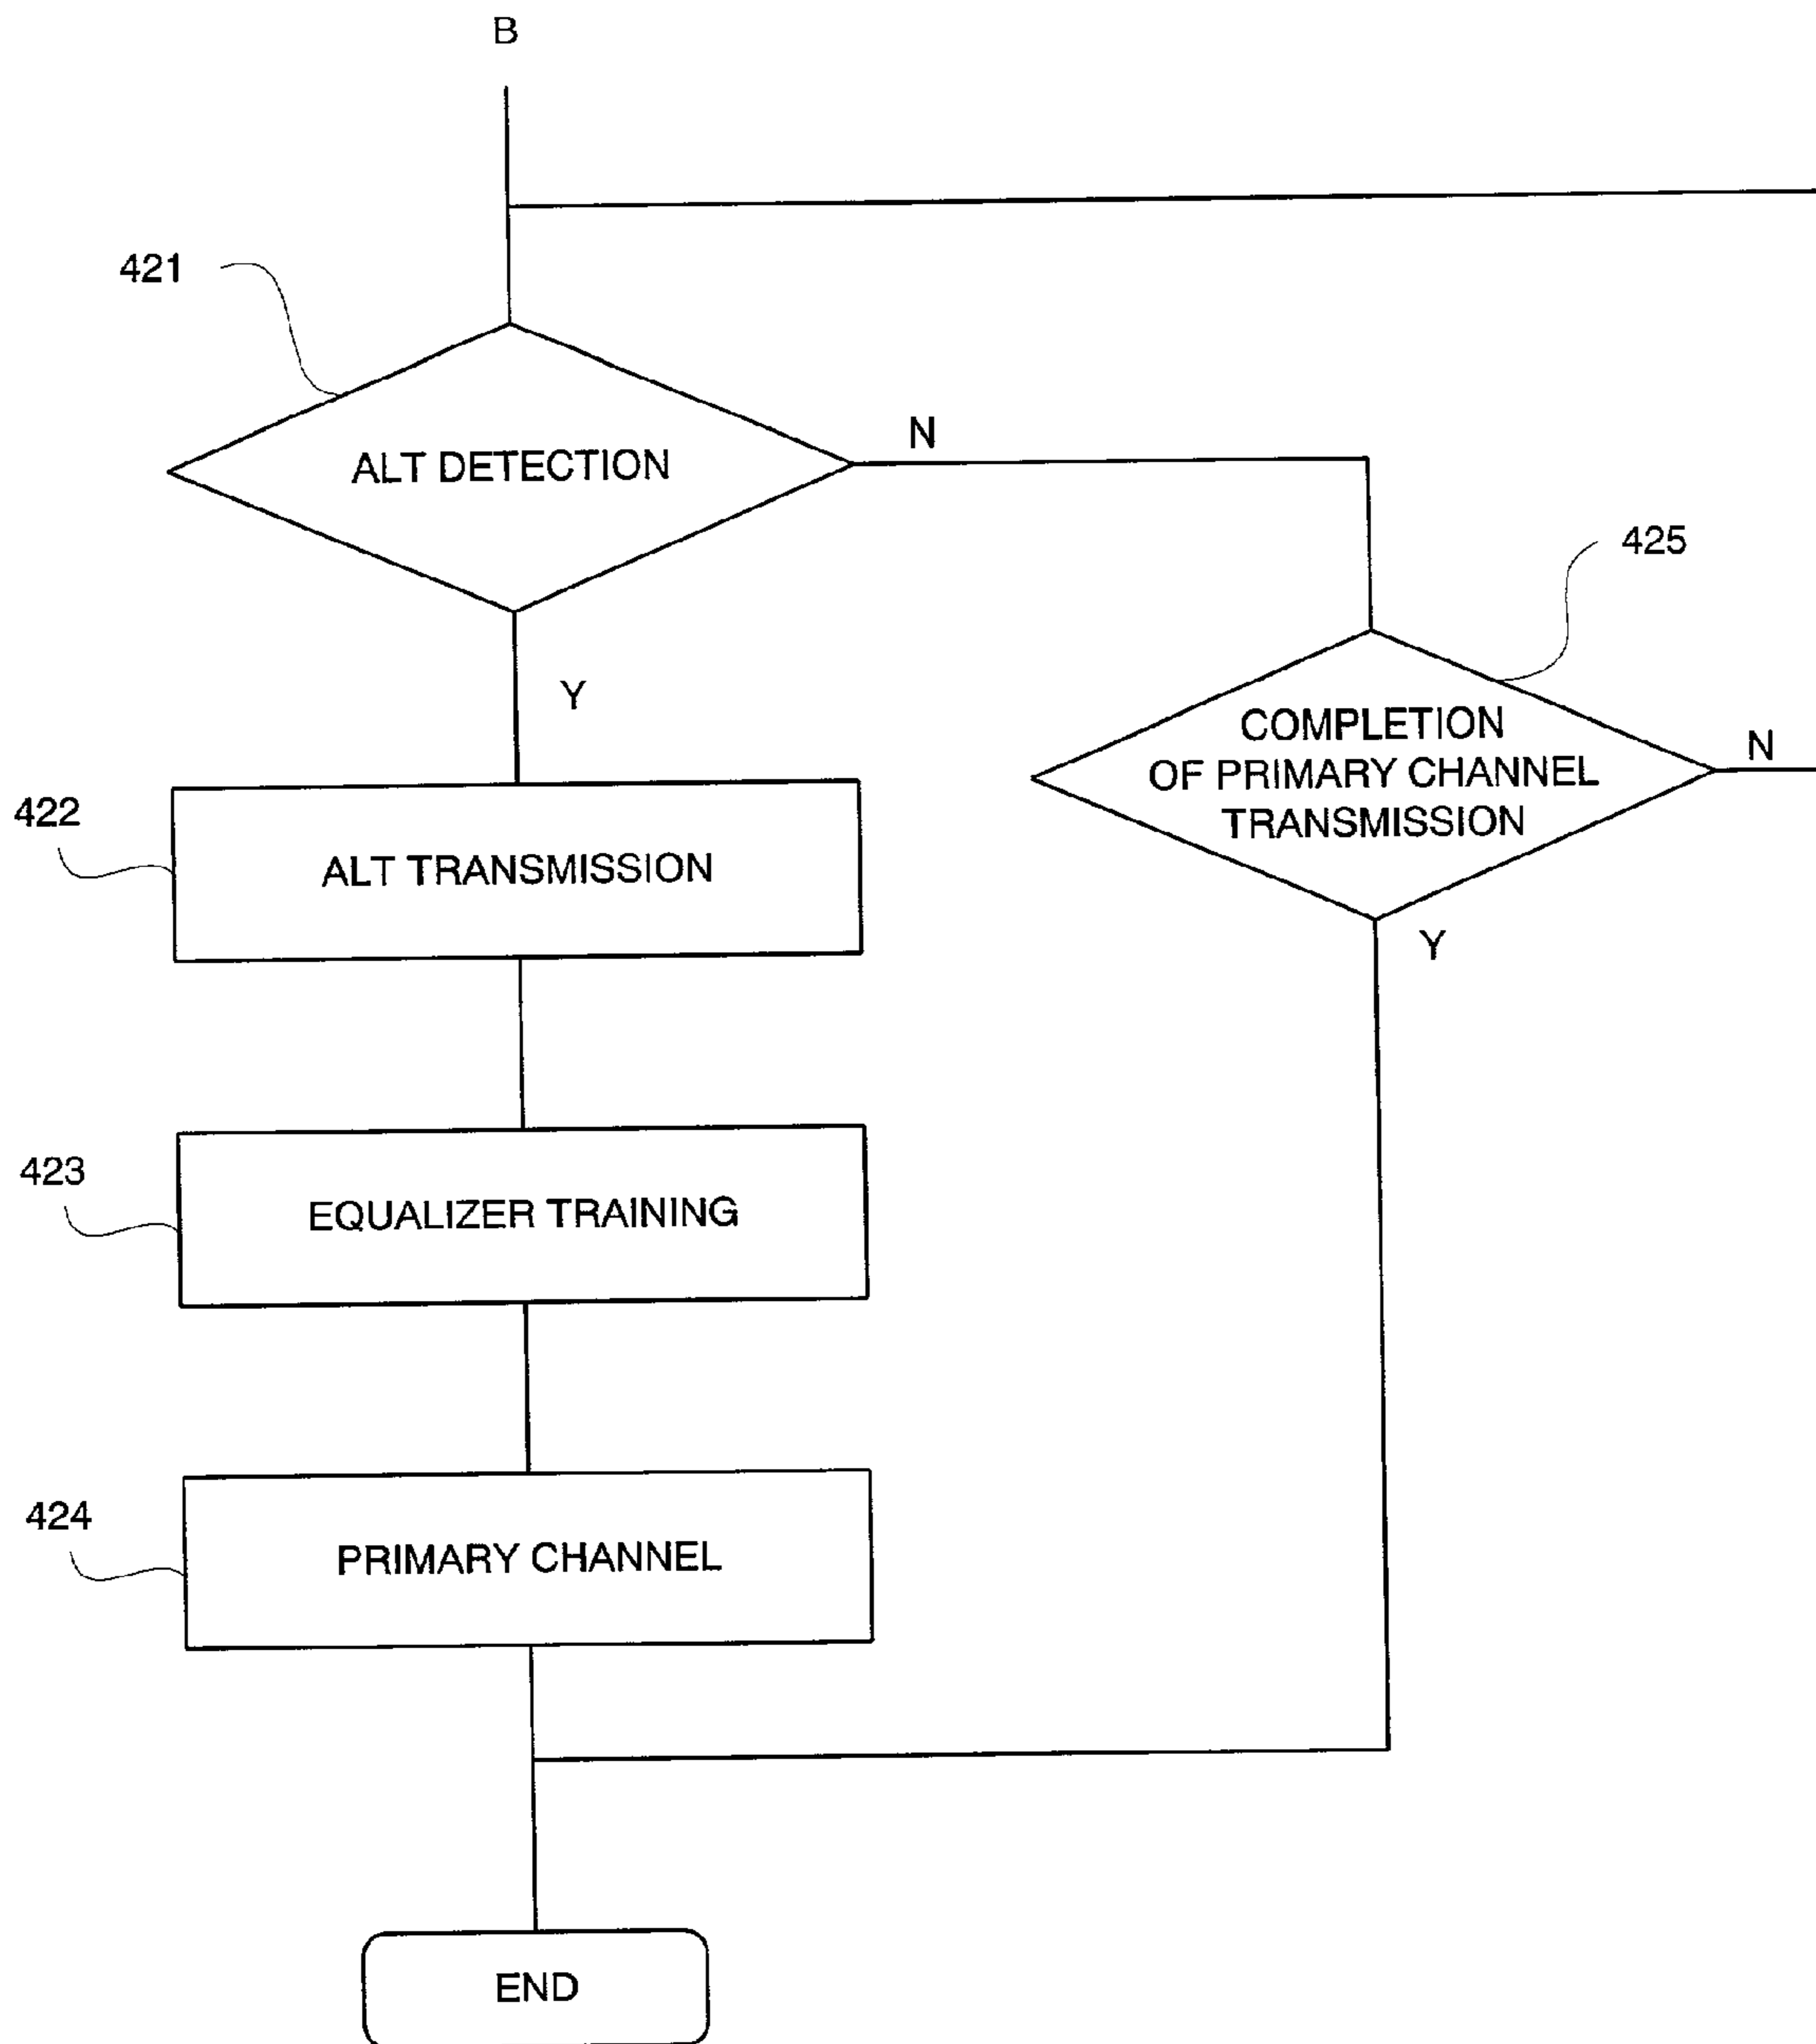 B
421
ALT DETECTION
N
425
Y
COMPLETION
OF PRIMARY CHANNEL
TRANSMISSION
N
422
ALT TRANSMISSION
Y
423
EQUALIZER TRAINING
424
PRIMARY CHANNEL
END